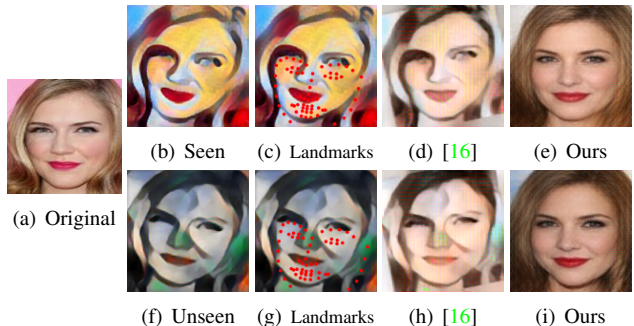 (b) Seen (c) Landmarks (d) [16] (e) Ours
(a) Original
(f) Unseen (g) Landmarks (h) [16] (i) Ours